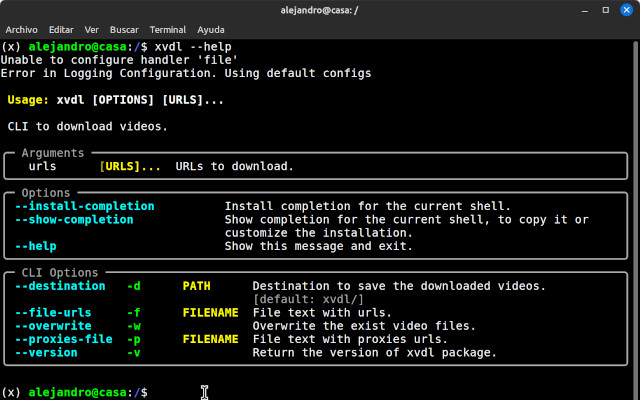 alejandro@casa: /
Archivo Editar Ver Buscar Terminal Ayuda
(x) alejandro@casa:/$ xvdl --help
Unable to configure handler 'file'
Error in Logging Configuration. Using default configs
Usage: xvdl [OPTIONS] [URLS]...
CLI to download videos.
Arguments
urls [URLS]... URLs to download.
Options
--install-completion Install completion for the current shell.
--show-completion Show completion for the current shell, to copy it or
customize the installation.
--help Show this message and exit.
CLI Options
--destination -d PATH Destination to save the downloaded videos.
[default: xvdl/]
--file-urls -f FILENAME File text with urls.
--overwrite -w Overwrite the exist video files.
--proxies-file -p FILENAME File text with proxies urls.
--version -v Return the version of xvdl package.
(x) alejandro@casa:/$